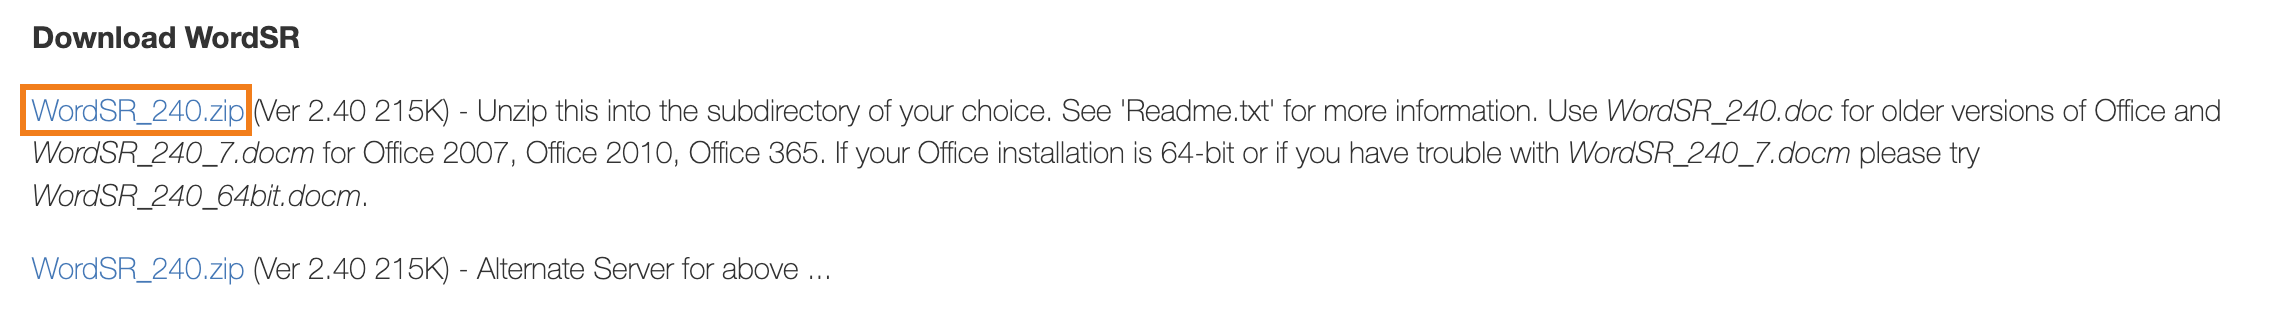 Download WordSR
WordSR_240.zip (Ver 2.40 215K) - Unzip this into the subdirectory of your choice. See 'Readme.txt' for more information. Use WordSR_240.doc for older versions of Office and
WordSR_240_7.docm for Office 2007, Office 2010, Office 365. If your Office installation is 64-bit or if you have trouble with WordSR_240_7.docm please try
WordSR_240_64bit.docm.
WordSR_240.zip (Ver 2.40 215K) - Alternate Server for above ...